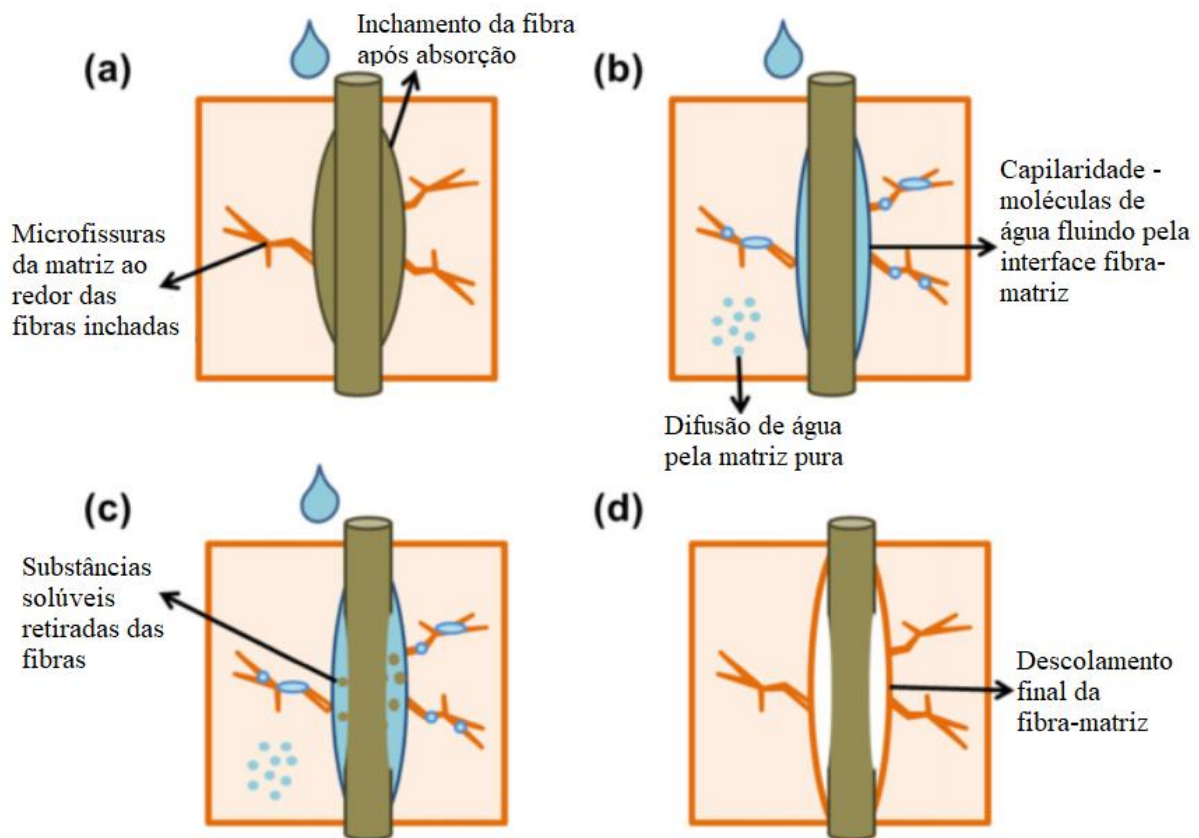 (a)
Inchamento da fibra
após absorção
Microfissuras
da matriz ao
redor das
fibras inchadas
(b)
Capilaridade -
moléculas de
água fluindo pela
interface fibra-
matriz
Difusão de água
pela matriz pura
(c)
Substâncias
solúveis
retiradas das
fibras
(d)
Descolamento
final da
fibra-matriz